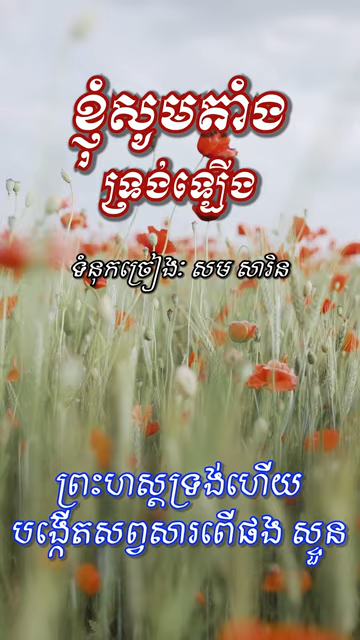 ខ្ញុំសូមតាំង
ទ្រង់ឡើង
ទំនុកច្រៀង: សម សារិន
ព្រះហស្តទ្រង់ហើយ
បង្កើតសព្វសារពើផង ស្ទួន